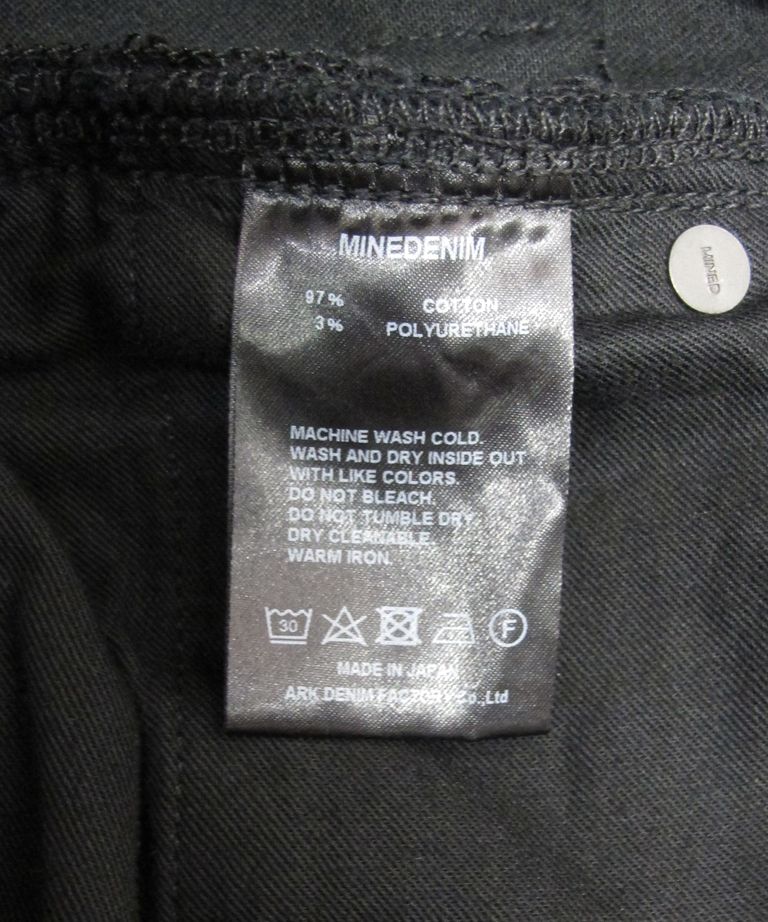 MINEDENIM
97% COTTON
3% POLYURETHANE
MACHINE WASH COLD.
WASH AND DRY INSIDE OUT
WITH LIKE COLORS.
DO NOT BLEACH.
DO NOT TUMBLE DRY.
DRY CLEANABLE.
WARM IRON.
30
F
MADE IN JAPAN
ARK DENIM FACTORY Co.,Ltd
MINED